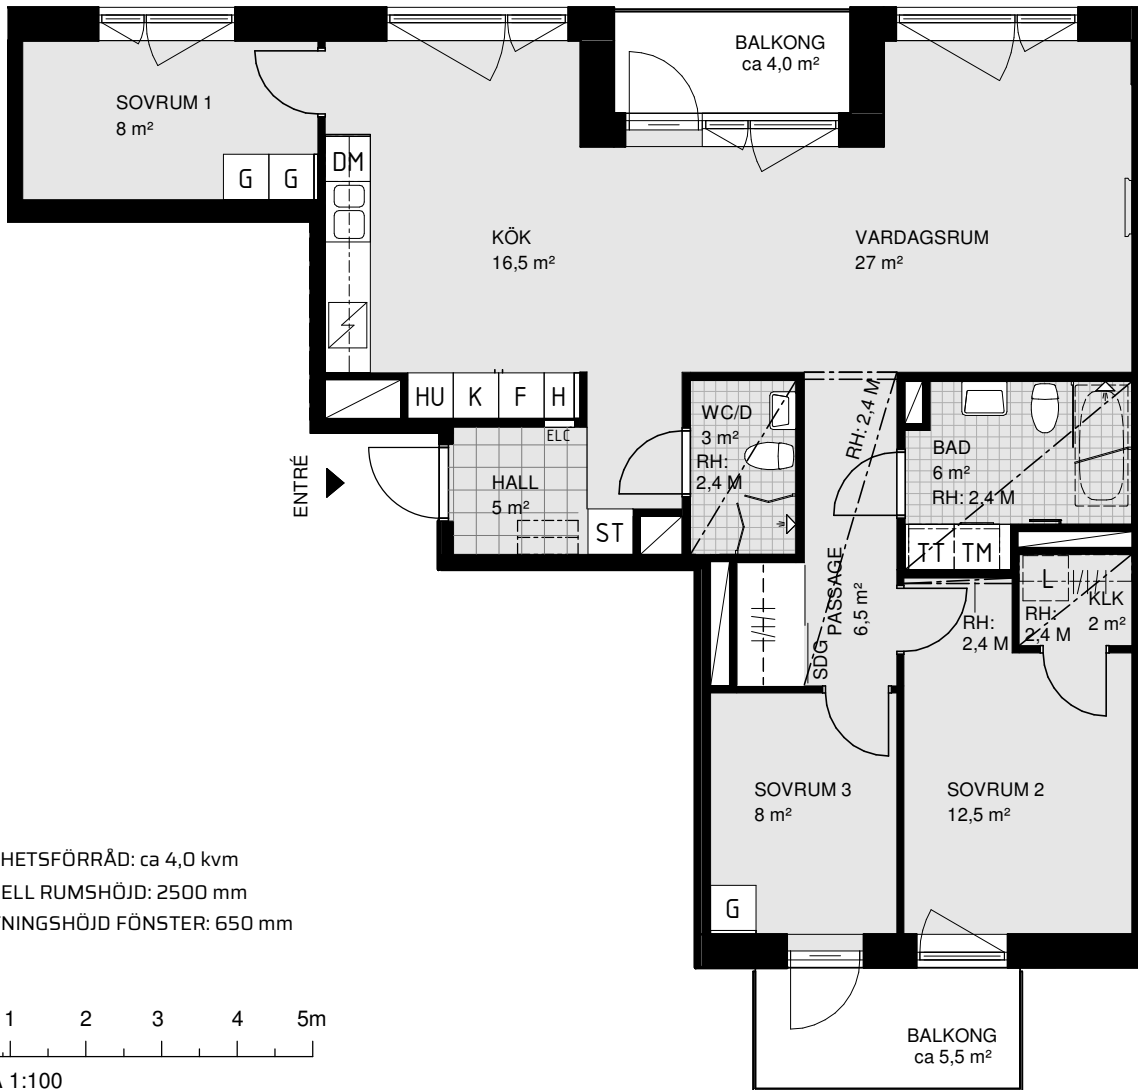 BALKONG
ca 4,0 m²
SOVRUM 1
8 m²
G
G
DM
KÖK
16,5 m²
VARDAGSRUM
27 m²
HU
K
F
H
ELC
ENTRÉ
HALL
5 m²
ST
WC/D
3 m²
RH:
2,4 M
RH: 2,4 M
BAD
6 m²
RH: 2,4 M
TT
TM
PASSAGE
6,5 m²
SDG
RH:
2,4 M
L
RH:
2,4 M
KLK
2 m²
SOVRUM 3
8 m²
G
SOVRUM 2
12,5 m²
BALKONG
ca 5,5 m²
HETSFÖRRÅD: ca 4,0 kvm
ELL RUMSHÖJD: 2500 mm
NINGSHÖJD FÖNSTER: 650 mm
1 2 3 4 5m
1:100